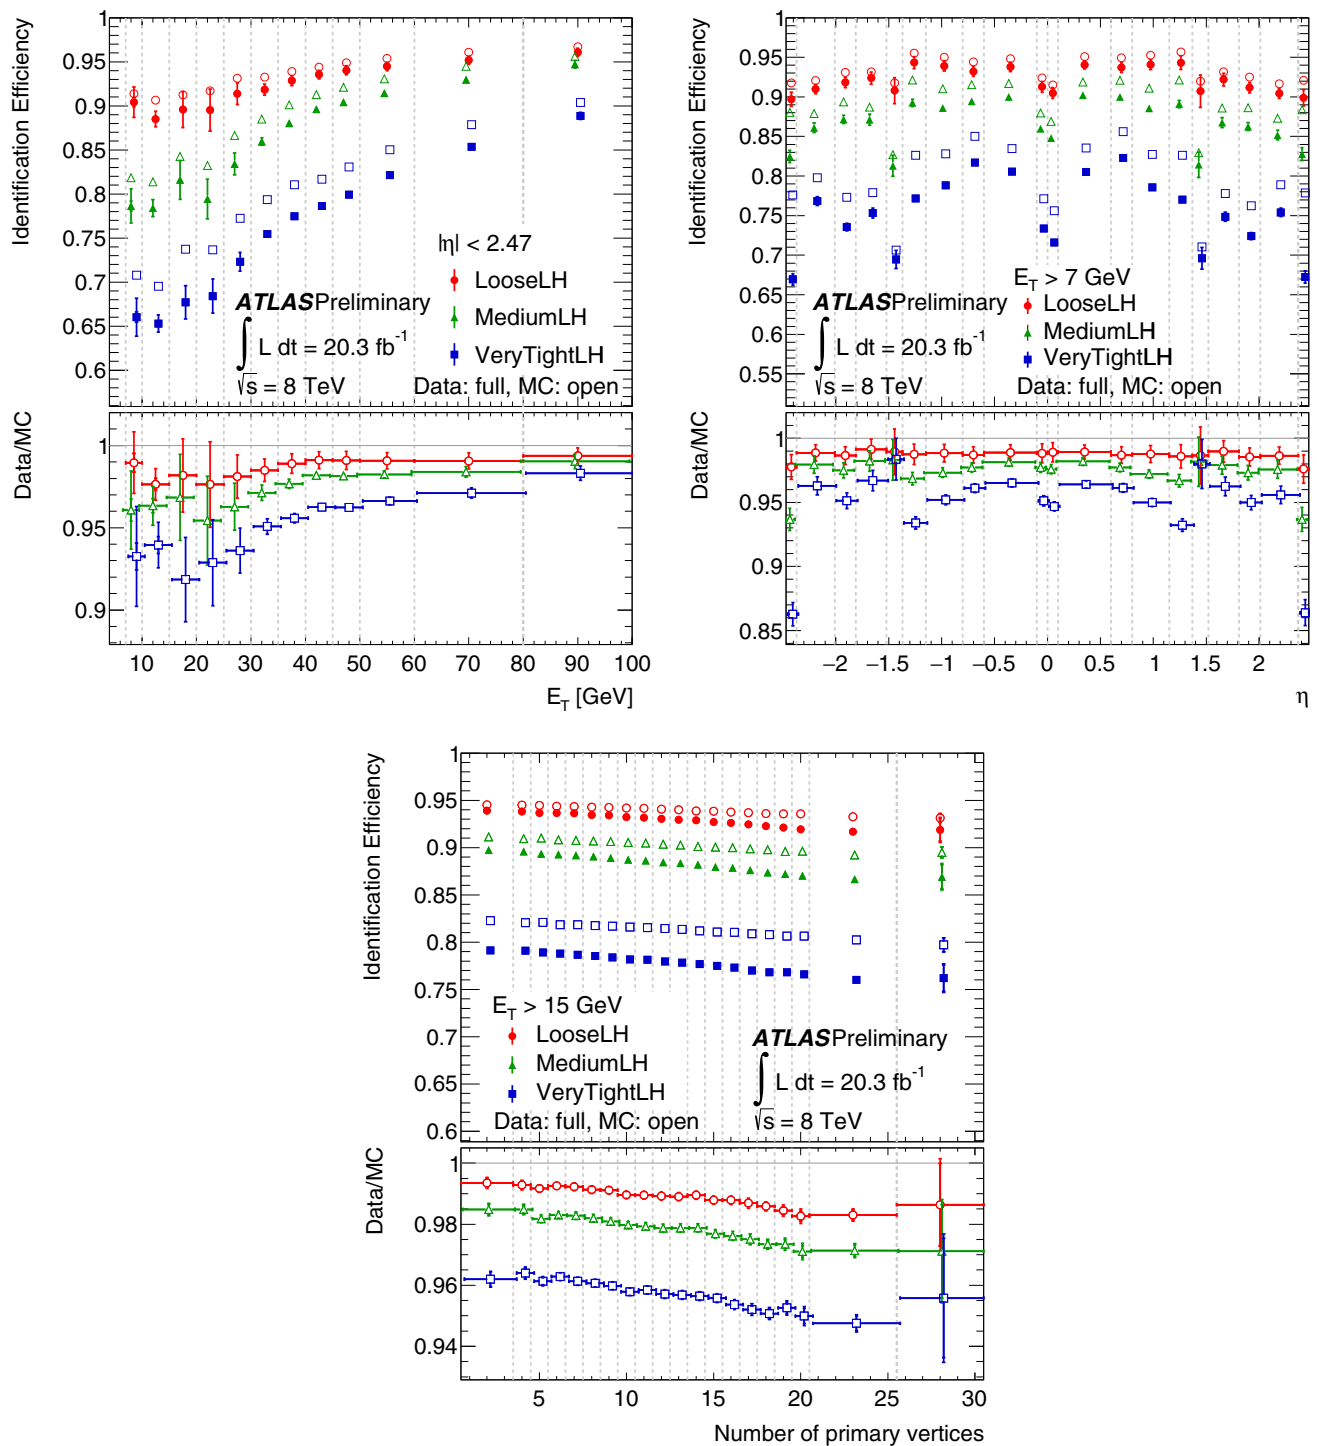 Identification Efficiency
1
0.95
0.9
0.85
0.8
0.75
0.7
0.65
0.6
|η| < 2.47
LooseLH
MediumLH
VeryTightLH
ATLAS Preliminary
∫ L dt = 20.3 fb⁻¹
√s = 8 TeV
Data: full, MC: open
Data/MC
1
0.95
0.9
10 20 30 40 50 60 70 80 90 100
E_T [GeV]
Identification Efficiency
1
0.95
0.9
0.85
0.8
0.75
0.7
0.65
0.6
0.55
E_T > 7 GeV
LooseLH
MediumLH
VeryTightLH
ATLAS Preliminary
∫ L dt = 20.3 fb⁻¹
√s = 8 TeV
Data: full, MC: open
Data/MC
1
0.95
0.9
0.85
−2 −1.5 −1 −0.5 0 0.5 1 1.5 2
η
Identification Efficiency
1
0.95
0.9
0.85
0.8
0.75
0.7
0.65
0.6
E_T > 15 GeV
LooseLH
MediumLH
VeryTightLH
Data: full, MC: open
ATLAS Preliminary
∫ L dt = 20.3 fb⁻¹
√s = 8 TeV
Data/MC
1
0.98
0.96
0.94
5 10 15 20 25 30
Number of primary vertices